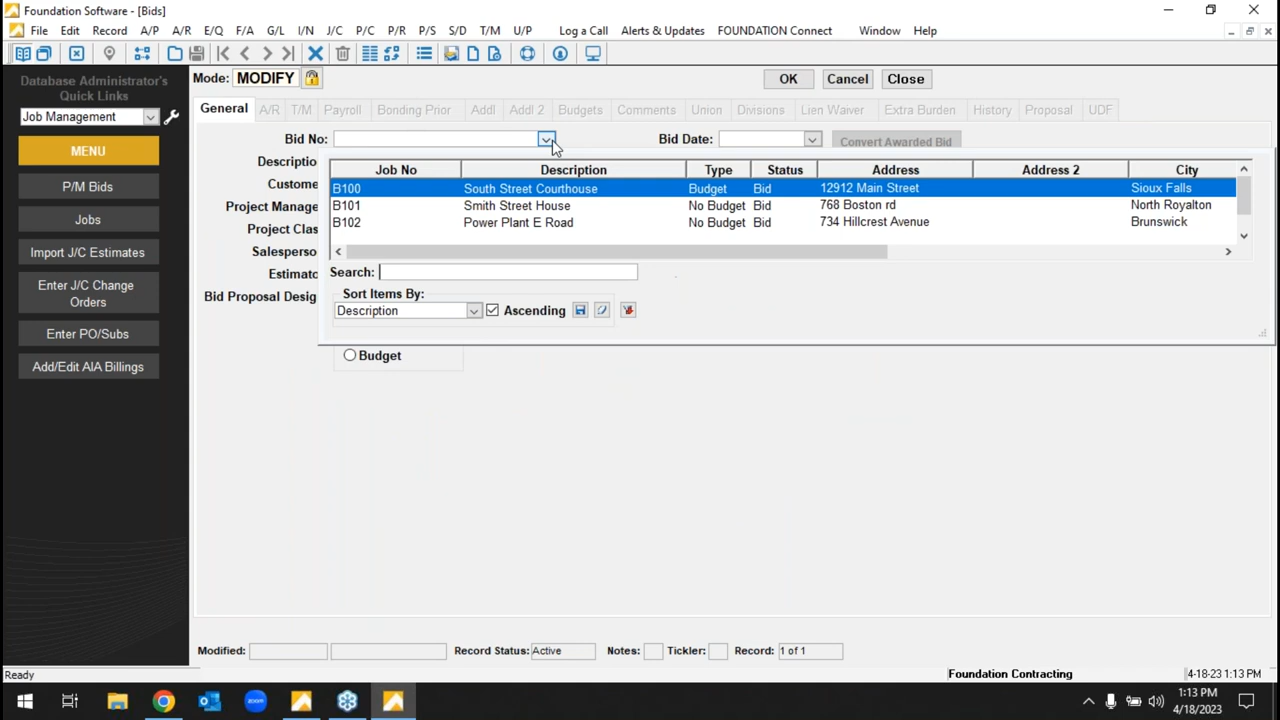 Foundation Software - [Bids]
File Edit Record A/P A/R E/Q F/A G/L I/N J/C P/C P/R P/S S/D T/M U/P Log a Call Alerts & Updates FOUNDATION Connect Window Help
Database Administrator's
Quick Links
Job Management
MENU
P/M Bids
Jobs
Import J/C Estimates
Enter J/C Change
Orders
Enter PO/Subs
Add/Edit AIA Billings
Mode: MODIFY OK Cancel Close
General A/R T/M Payroll Bonding Prior Addl Addl 2 Budgets Comments Union Divisions Lien Waiver Extra Burden History Proposal UDF
Bid No: Bid Date: Convert Awarded Bid
Descriptio
Custome
Project Manage
Project Clas
Salesperso
Estimato
Bid Proposal Desig
Job No Description Type Status Address Address 2 City
B100 South Street Courthouse Budget Bid 12912 Main Street Sioux Falls
B101 Smith Street House No Budget Bid 768 Boston rd North Royalton
B102 Power Plant E Road No Budget Bid 734 Hillcrest Avenue Brunswick
Search:
Sort Items By:
Description Ascending
Budget
Modified: Record Status: Active Notes: Tickler: Record: 1 of 1
Ready Foundation Contracting 4-18-23 1:13 PM
zoom
1:13 PM
4/18/2023